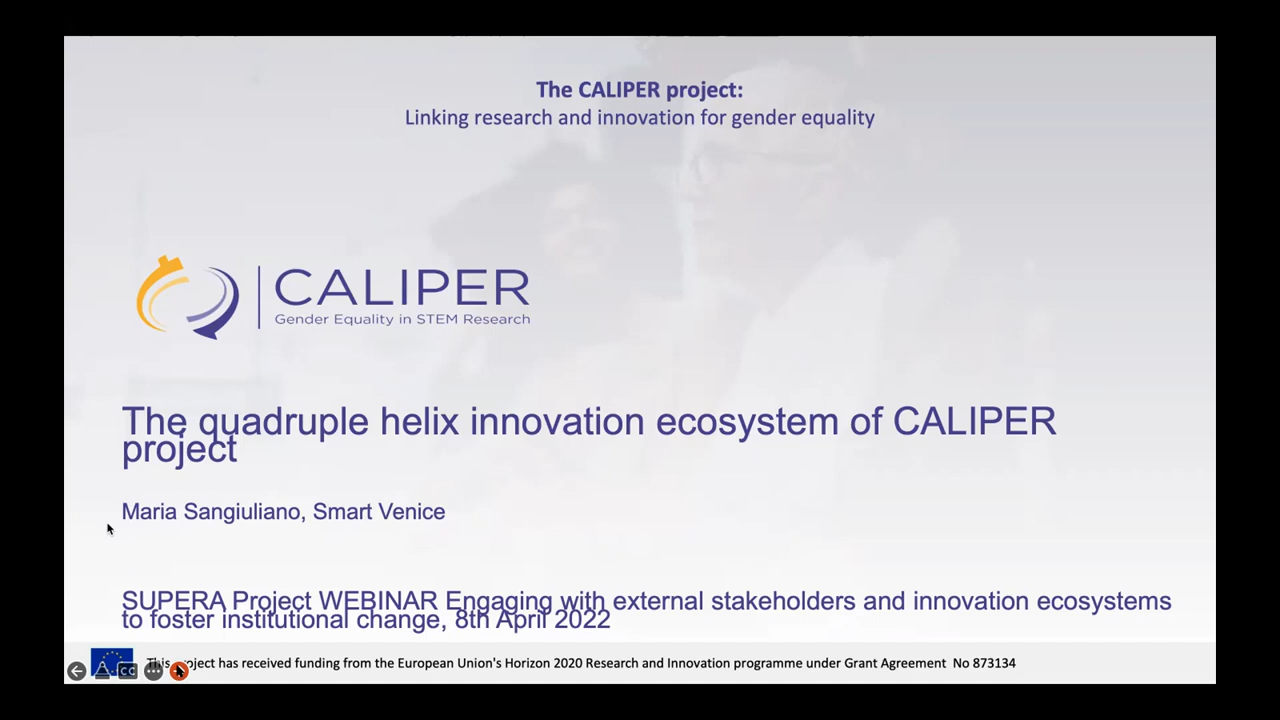 The CALIPER project:
Linking research and innovation for gender equality
CALIPER
Gender Equality in STEM Research
The quadruple helix innovation ecosystem of CALIPER
project
Maria Sangiuliano, Smart Venice
SUPERA Project WEBINAR Engaging with external stakeholders and innovation ecosystems
to foster institutional change, 8th April 2022
This project has received funding from the European Union's Horizon 2020 Research and Innovation programme under Grant Agreement No 873134
CC